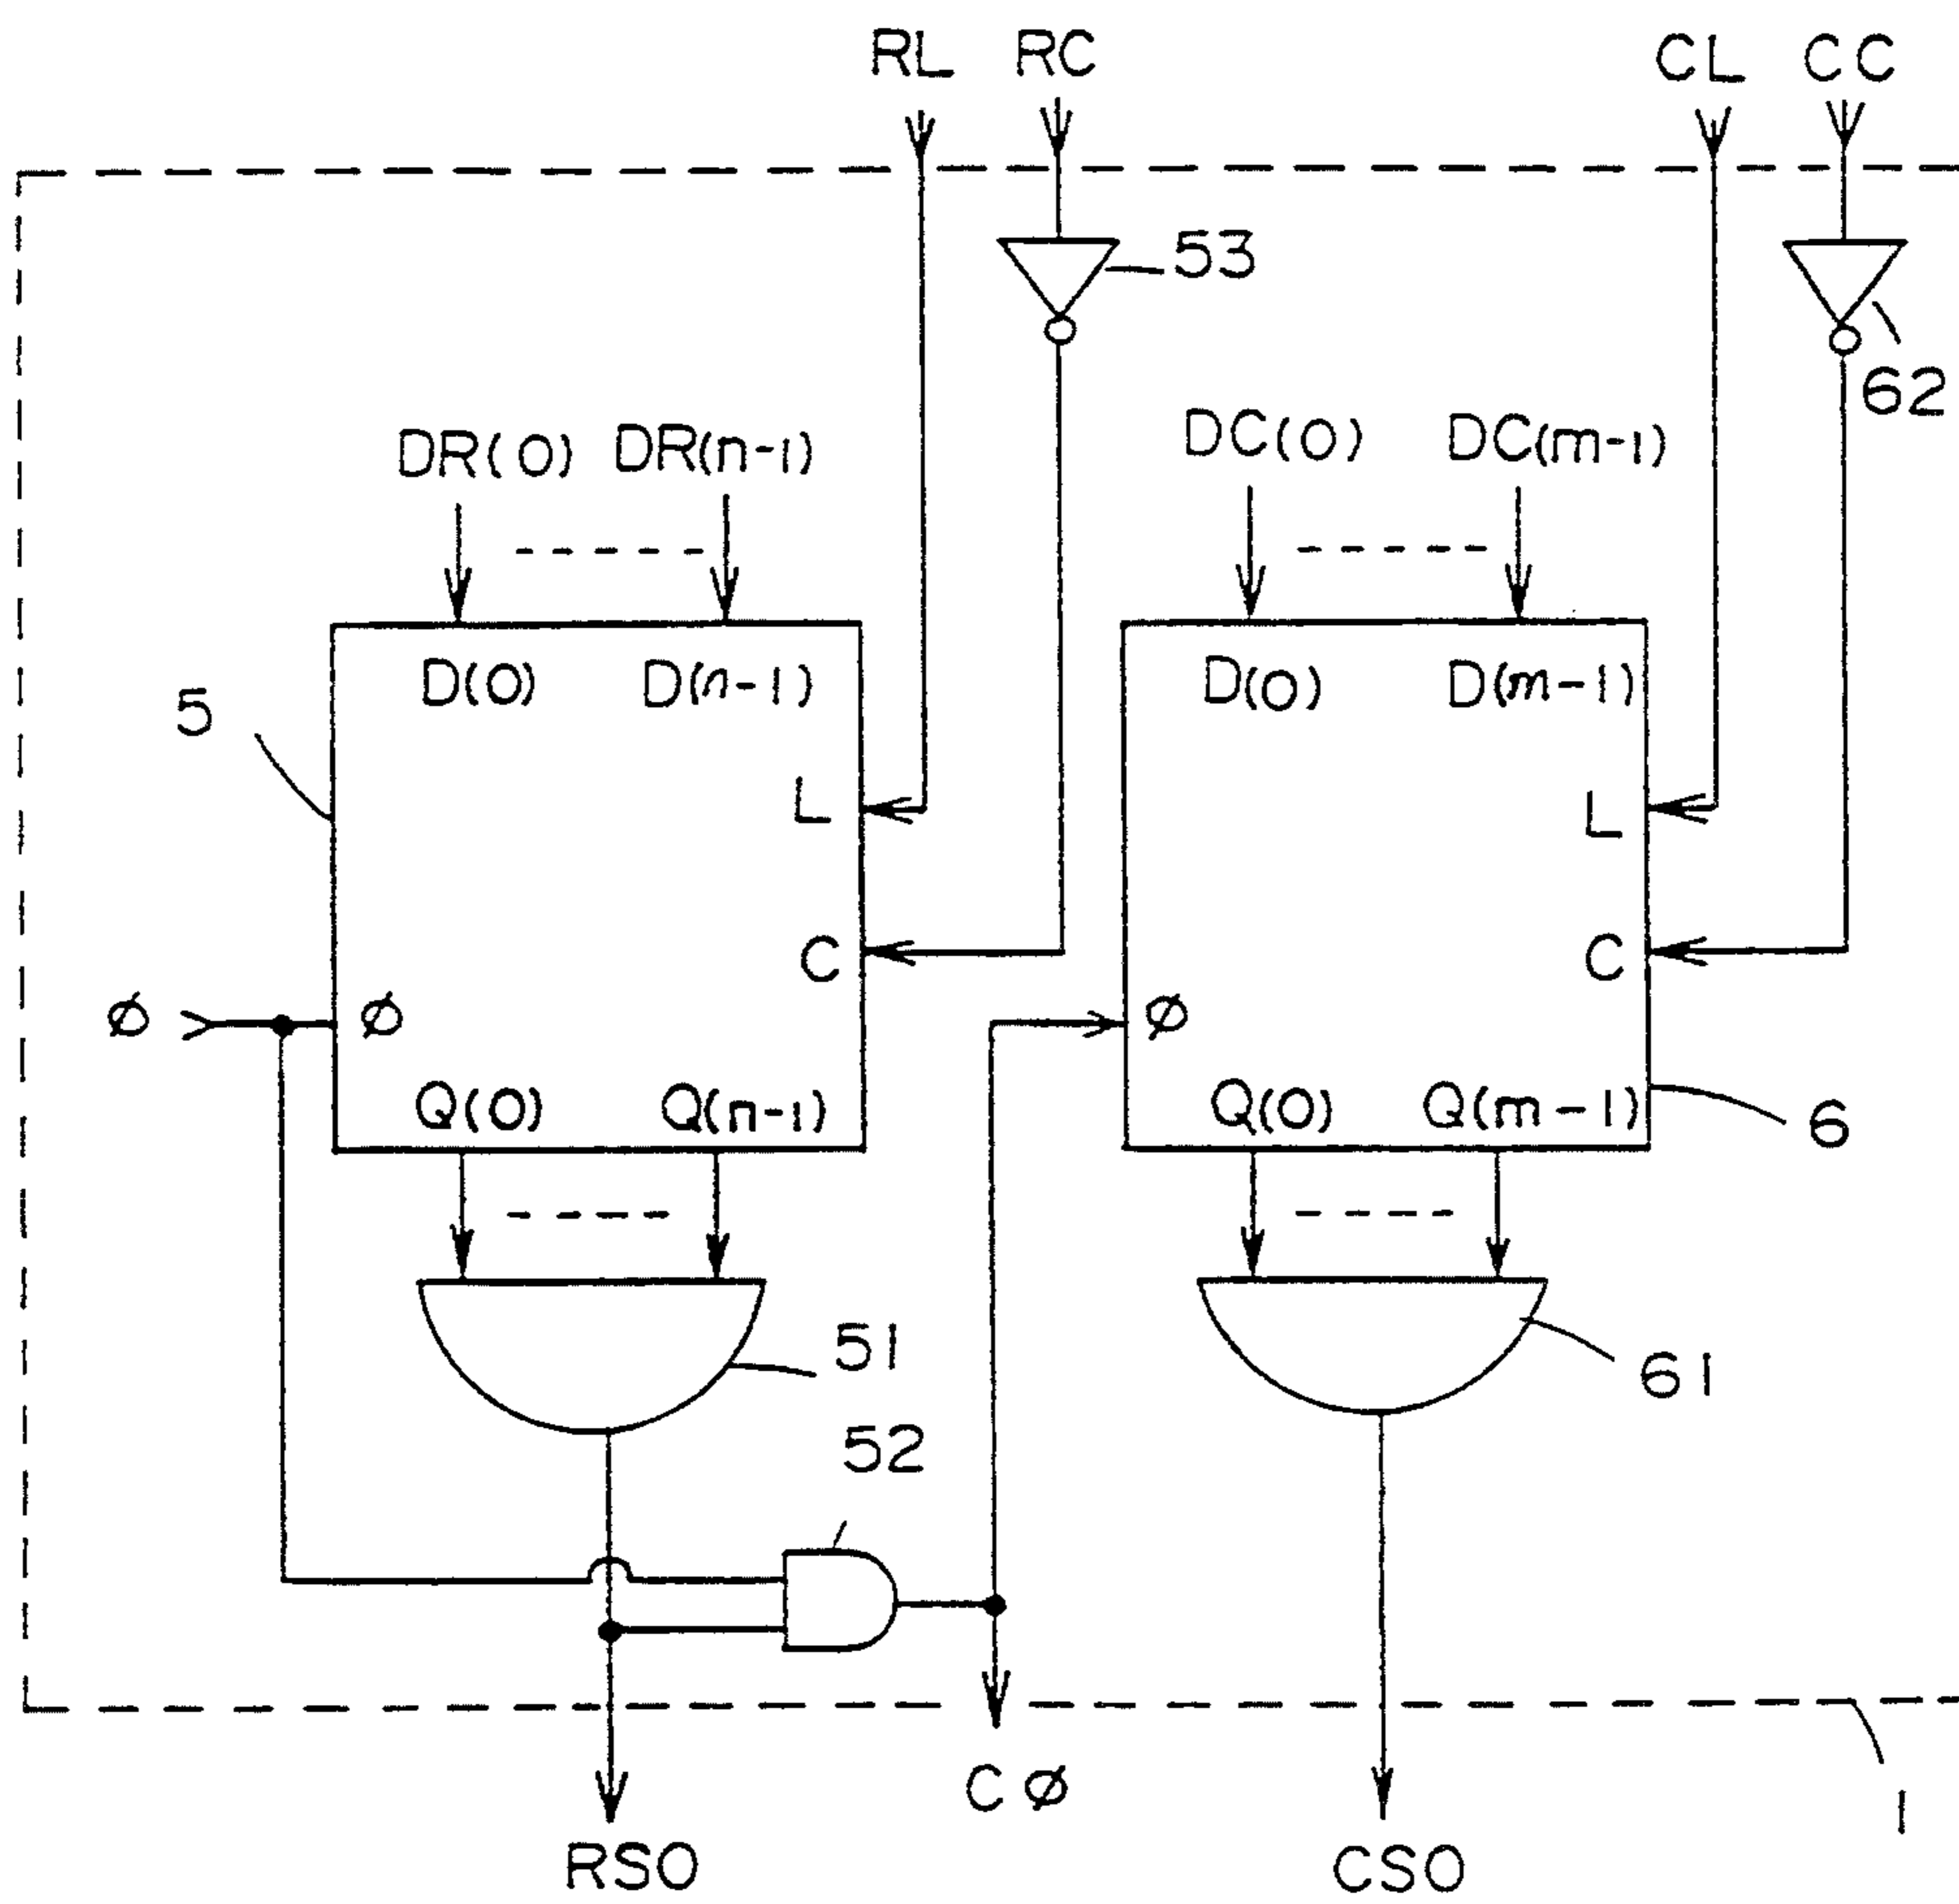 RL RC CL CC
53
62
DR(0) DR(n-1) DC(0) DC(m-1)
D(0) D(n-1) D(0) D(m-1)
5
L L
C C
Ø Ø Ø
Q(0) Q(n-1) Q(0) Q(m-1)
6
51
61
52
CØ
1
RSO CSO